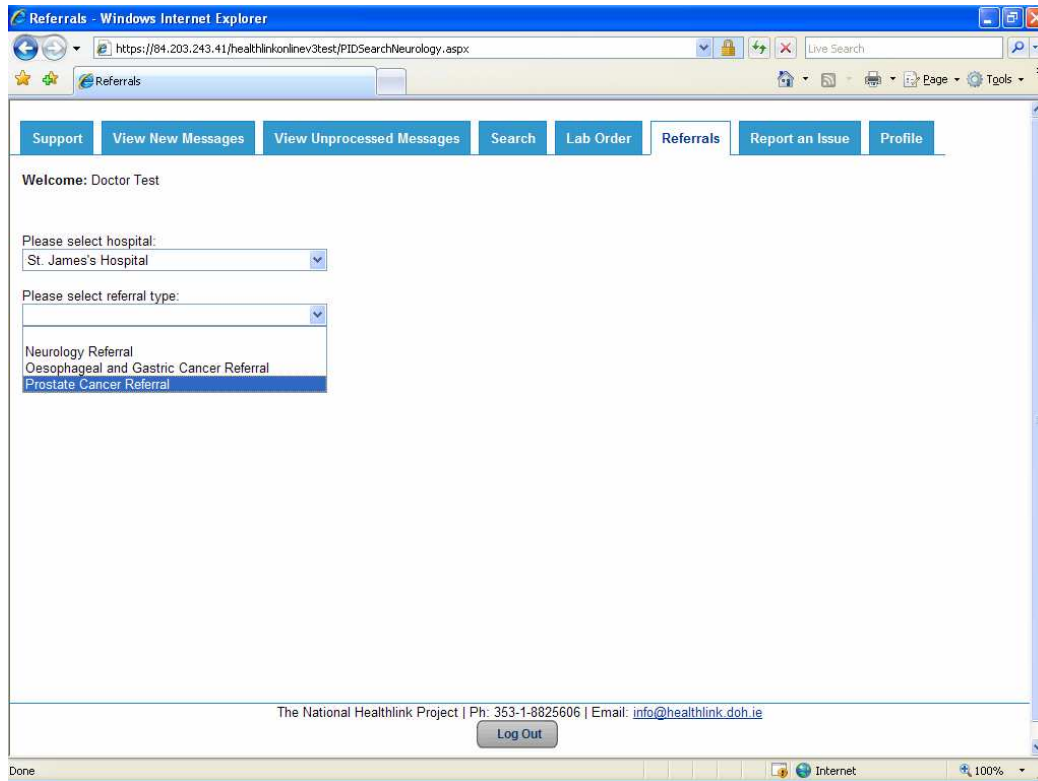 Referrals - Windows Internet Explorer
https://84.203.243.41/healthlinkonlinev3test/PIDSearchNeurology.aspx Live Search
Referrals Page Tools
Support View New Messages View Unprocessed Messages Search Lab Order Referrals Report an Issue Profile
Welcome: Doctor Test
Please select hospital:
St. James's Hospital
Please select referral type:
Neurology Referral
Oesophageal and Gastric Cancer Referral
Prostate Cancer Referral
The National Healthlink Project | Ph: 353-1-8825606 | Email: info@healthlink.doh.ie
Log Out
Done Internet 100%